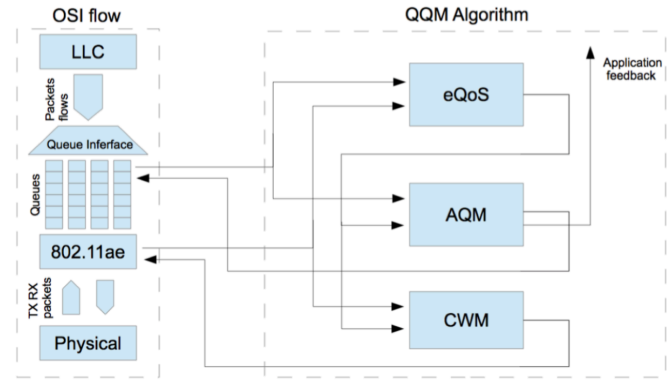 OSI flow
QQM Algorithm
LLC
Packets
flows
Queue Inferface
Queues
802.11ae
TX RX
packets
Physical
eQoS
AQM
CWM
Application
feedback